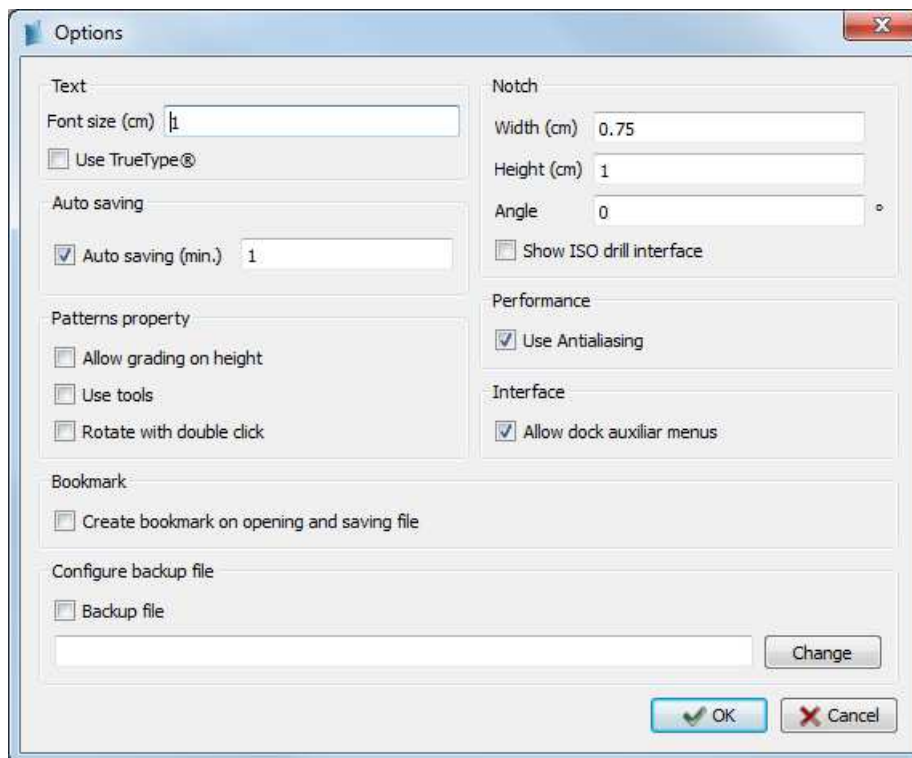 Options
Text
Font size (cm) 1
Use TrueType®
Auto saving
Auto saving (min.) 1
Patterns property
Allow grading on height
Use tools
Rotate with double click
Notch
Width (cm) 0.75
Height (cm) 1
Angle 0 °
Show ISO drill interface
Performance
Use Antialiasing
Interface
Allow dock auxiliar menus
Bookmark
Create bookmark on opening and saving file
Configure backup file
Backup file
Change
OK Cancel